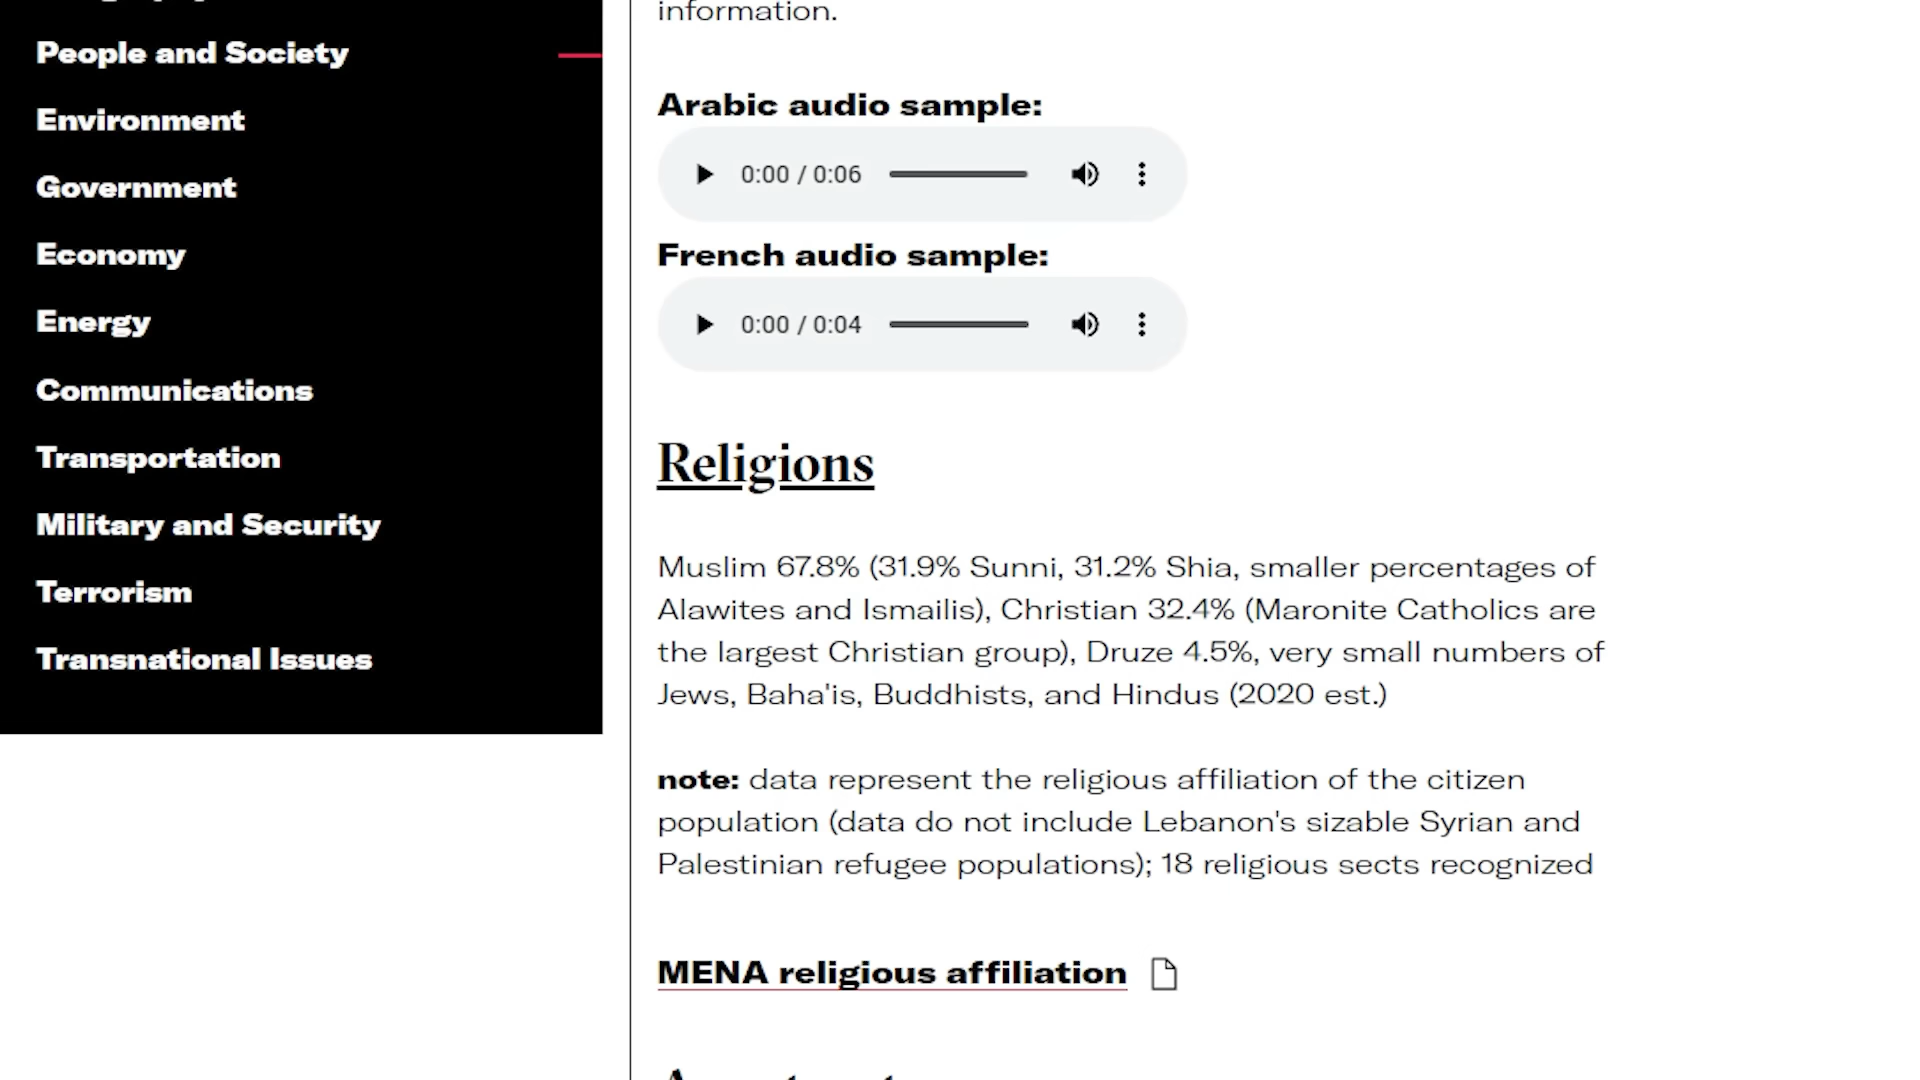 People and Society
Environment
Government
Economy
Energy
Communications
Transportation
Military and Security
Terrorism
Transnational Issues
information.
Arabic audio sample:
0:00 / 0:06
French audio sample:
0:00 / 0:04
Religions
Muslim 67.8% (31.9% Sunni, 31.2% Shia, smaller percentages of
Alawites and Ismailis), Christian 32.4% (Maronite Catholics are
the largest Christian group), Druze 4.5%, very small numbers of
Jews, Baha'is, Buddhists, and Hindus (2020 est.)
note: data represent the religious affiliation of the citizen
population (data do not include Lebanon's sizable Syrian and
Palestinian refugee populations); 18 religious sects recognized
MENA religious affiliation